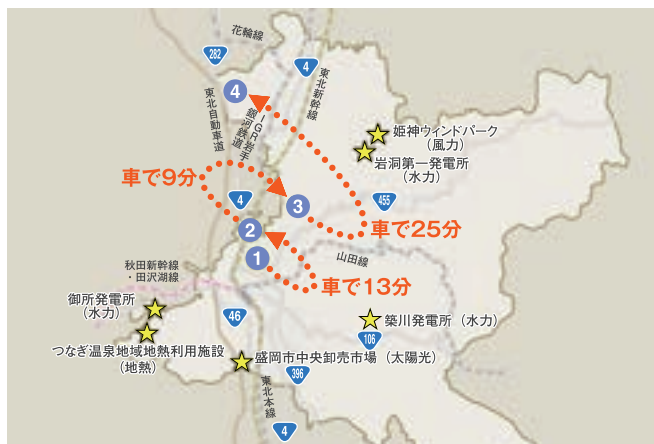 花輪線
282
4
東北新幹線
4
東北自動車道
IGR岩手
銀河鉄道
姫神ウィンドパーク
(風力)
岩洞第一発電所
(水力)
車で9分
4
3
455
2
車で25分
1
山田線
秋田新幹線
・田沢湖線
車で13分
御所発電所
(水力)
46
築川発電所(水力)
106
つなぎ温泉地域地熱利用施設
(地熱)
盛岡市中央卸売市場(太陽光)
396
東北本線
4